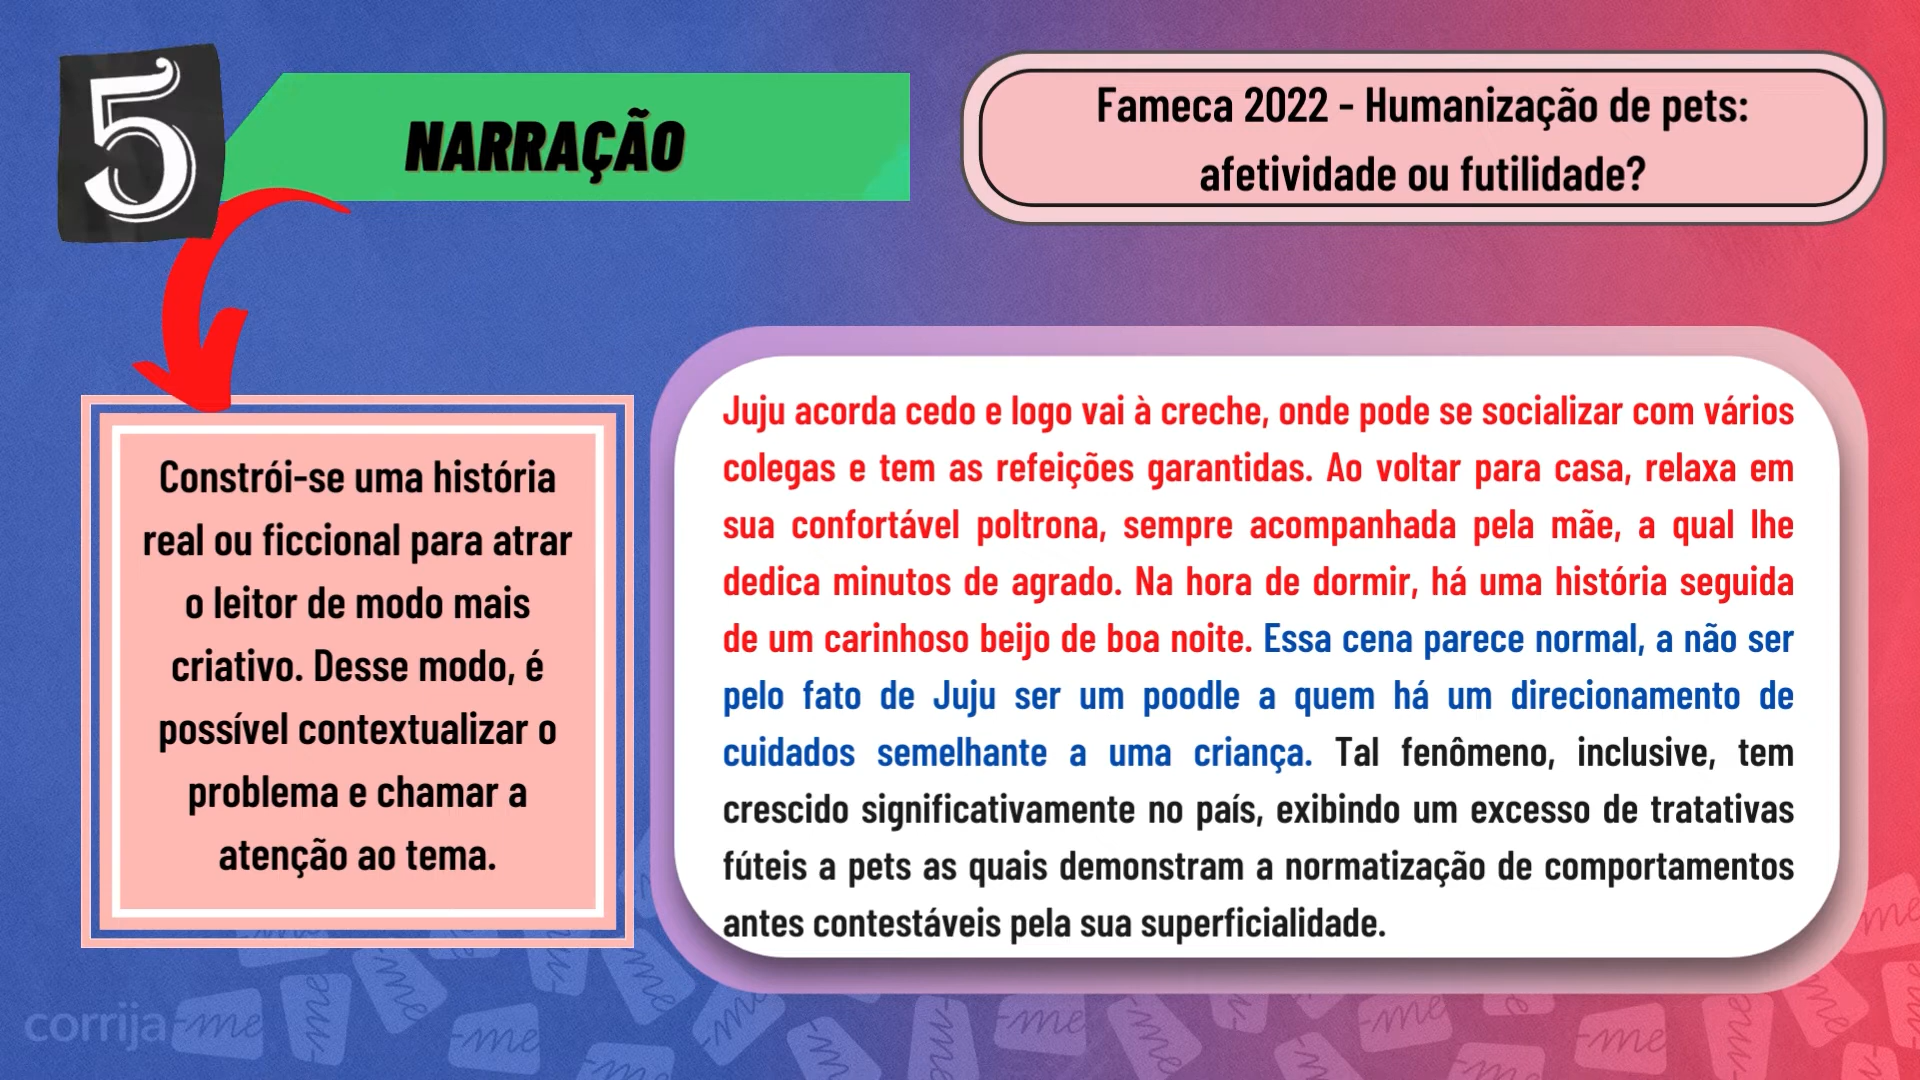 5
NARRAÇÃO
Fameca 2022 - Humanização de pets:
afetividade ou futilidade?
Constrói-se uma história
real ou ficcional para atrar
o leitor de modo mais
criativo. Desse modo, é
possível contextualizar o
problema e chamar a
atenção ao tema.
Juju acorda cedo e logo vai à creche, onde pode se socializar com vários
colegas e tem as refeições garantidas. Ao voltar para casa, relaxa em
sua confortável poltrona, sempre acompanhada pela mãe, a qual lhe
dedica minutos de agrado. Na hora de dormir, há uma história seguida
de um carinhoso beijo de boa noite. Essa cena parece normal, a não ser
pelo fato de Juju ser um poodle a quem há um direcionamento de
cuidados semelhante a uma criança. Tal fenômeno, inclusive, tem
crescido significativamente no país, exibindo um excesso de tratativas
fúteis a pets as quais demonstram a normatização de comportamentos
antes contestáveis pela sua superficialidade.
corrija-me